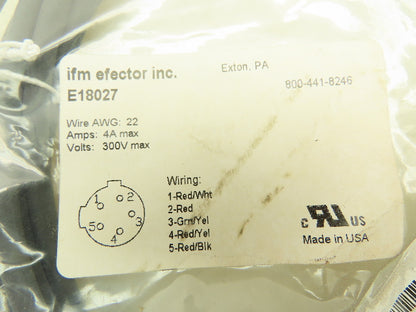 ifm efector inc.
Exton, PA
E18027
800-441-8246
Wire AWG: 22
Amps: 4A max
Volts: 300V max
1
2
3
4
5
Wiring:
1-Red/Wht
2-Red
3-Grn/Yel
4-Red/Yel
5-Red/Blk
c RU US
Made in USA